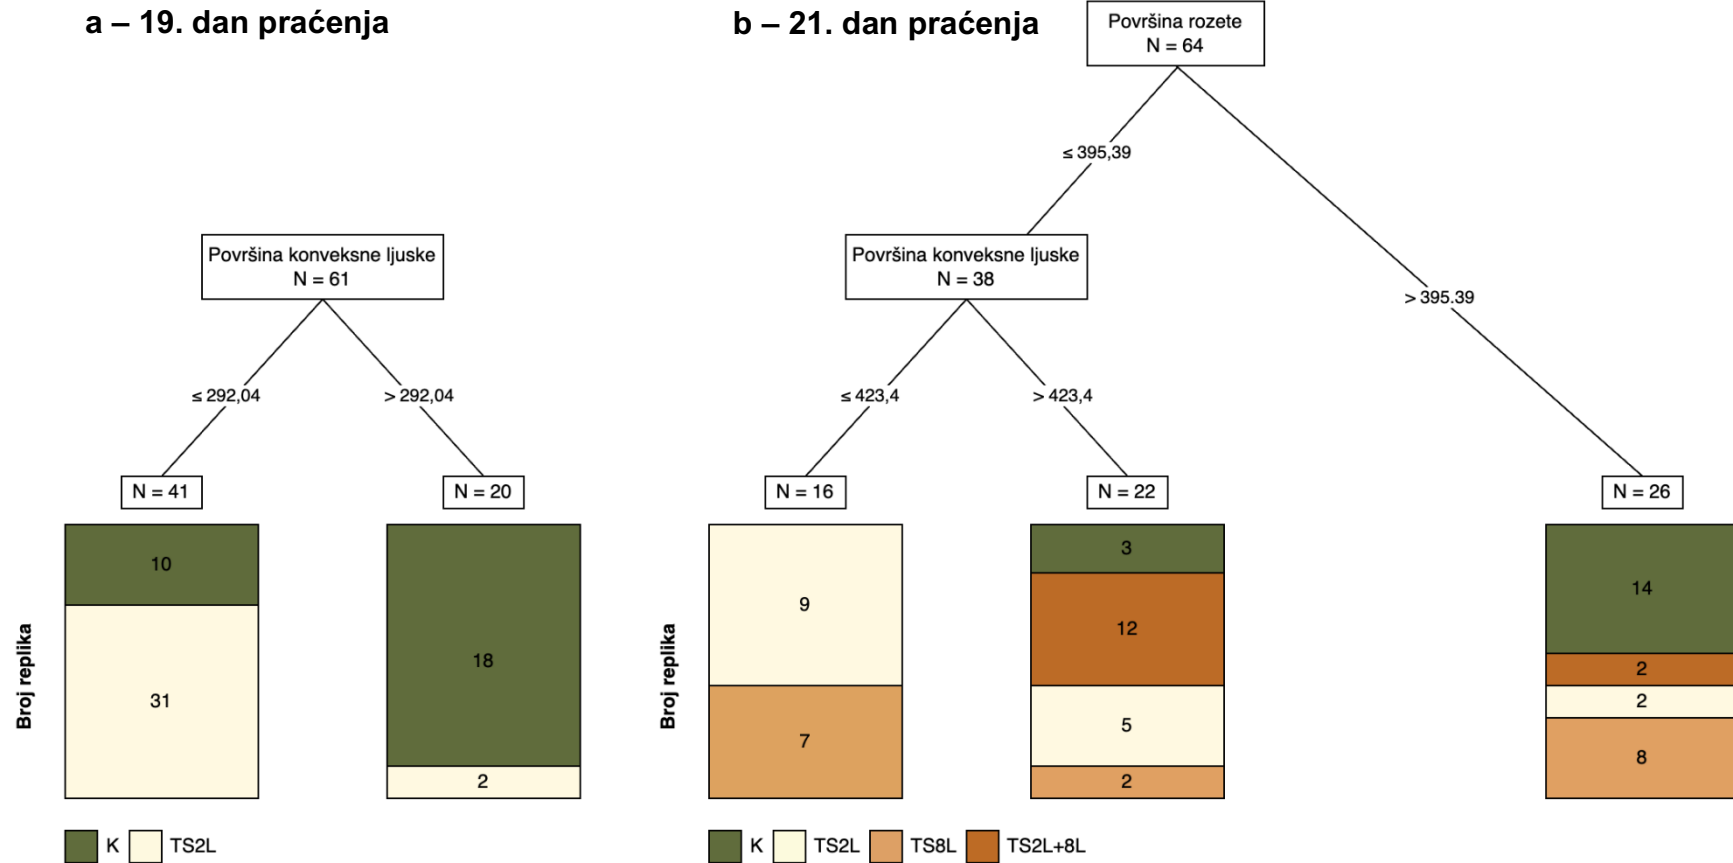 a – 19. dan praćenja
Površina konveksne ljuske
N = 61
≤ 292,04
> 292,04
N = 41
N = 20
Broj replika
10
31
18
2
K
TS2L
b – 21. dan praćenja
Površina rozete
N = 64
≤ 395,39
> 395.39
Površina konveksne ljuske
N = 38
≤ 423,4
> 423,4
N = 16
N = 22
N = 26
Broj replika
9
7
3
12
5
2
14
2
2
8
K
TS2L
TS8L
TS2L+8L